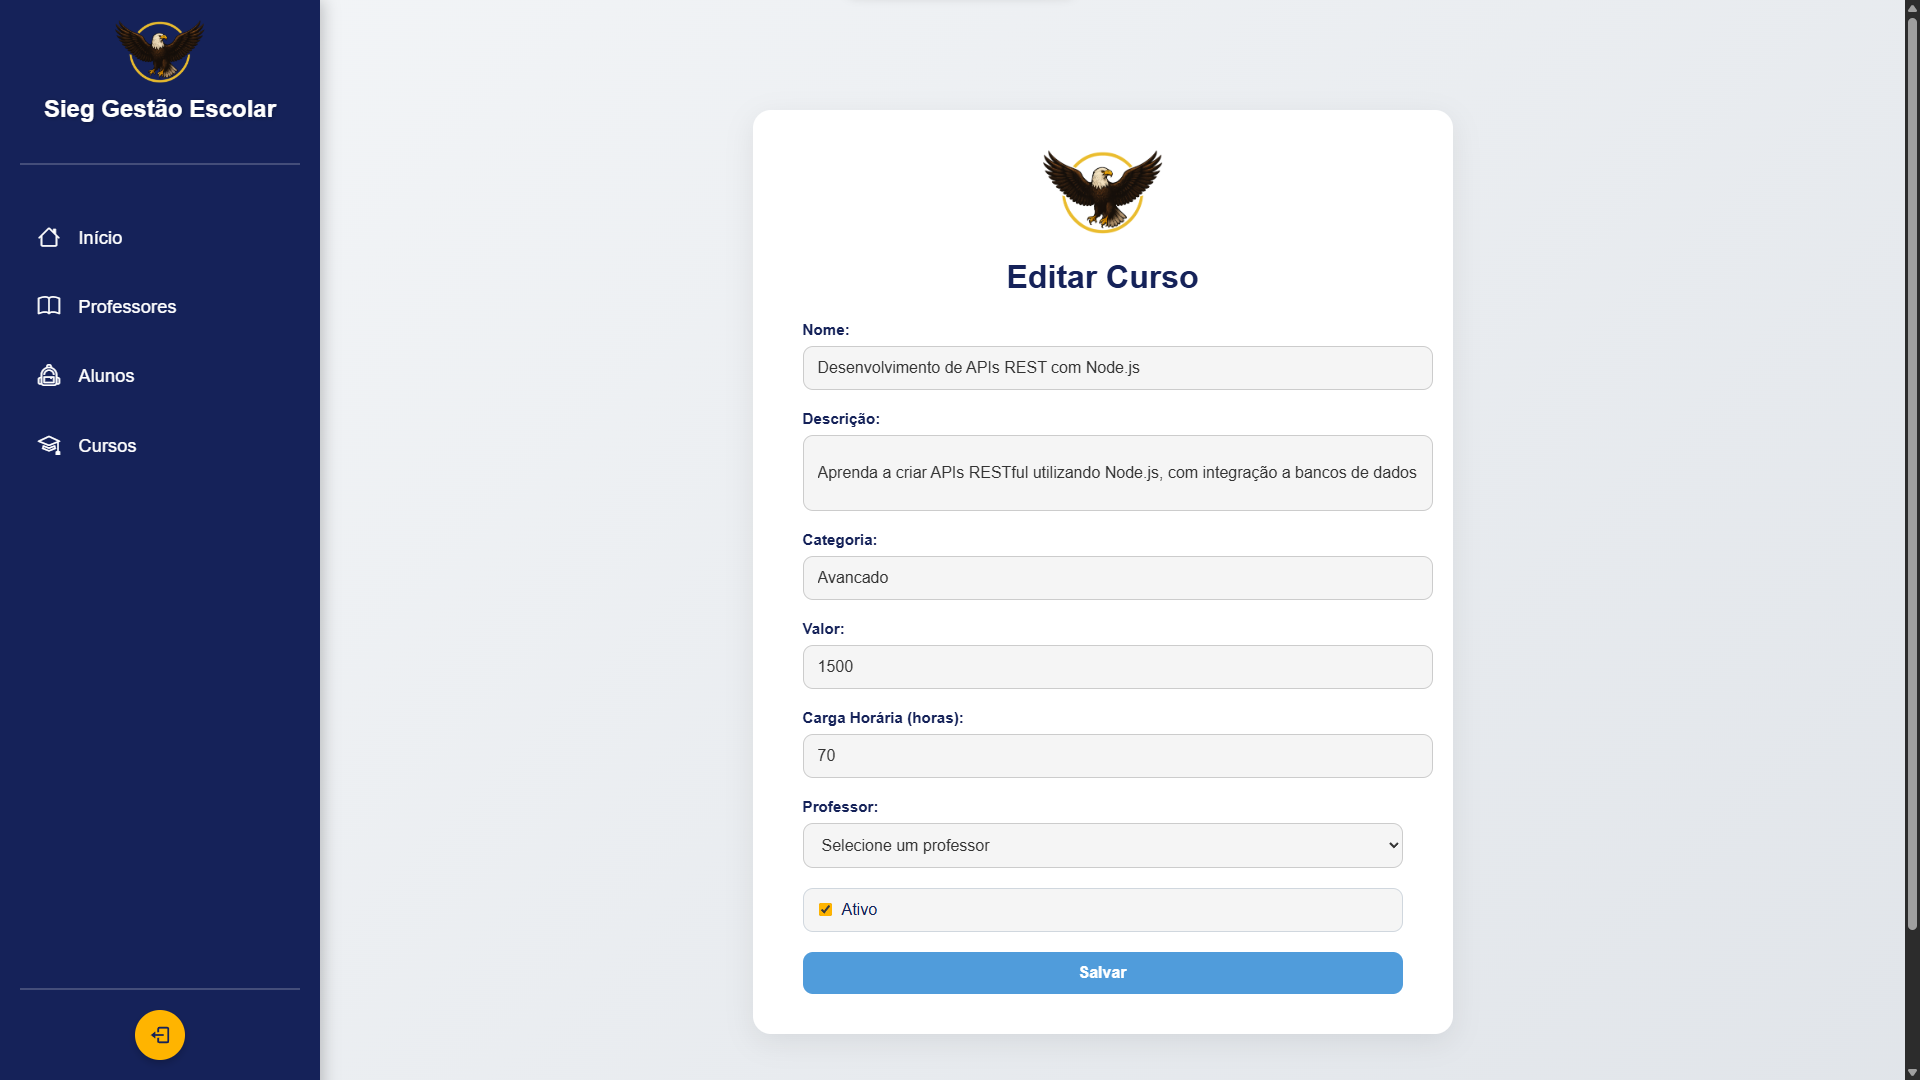 Sieg Gestão Escolar
Início
Professores
Alunos
Cursos
Editar Curso
Nome:
Desenvolvimento de APIs REST com Node.js
Descrição:
Aprenda a criar APIs RESTful utilizando Node.js, com integração a bancos de dados
Categoria:
Avancado
Valor:
1500
Carga Horária (horas):
70
Professor:
Selecione um professor
Ativo
Salvar